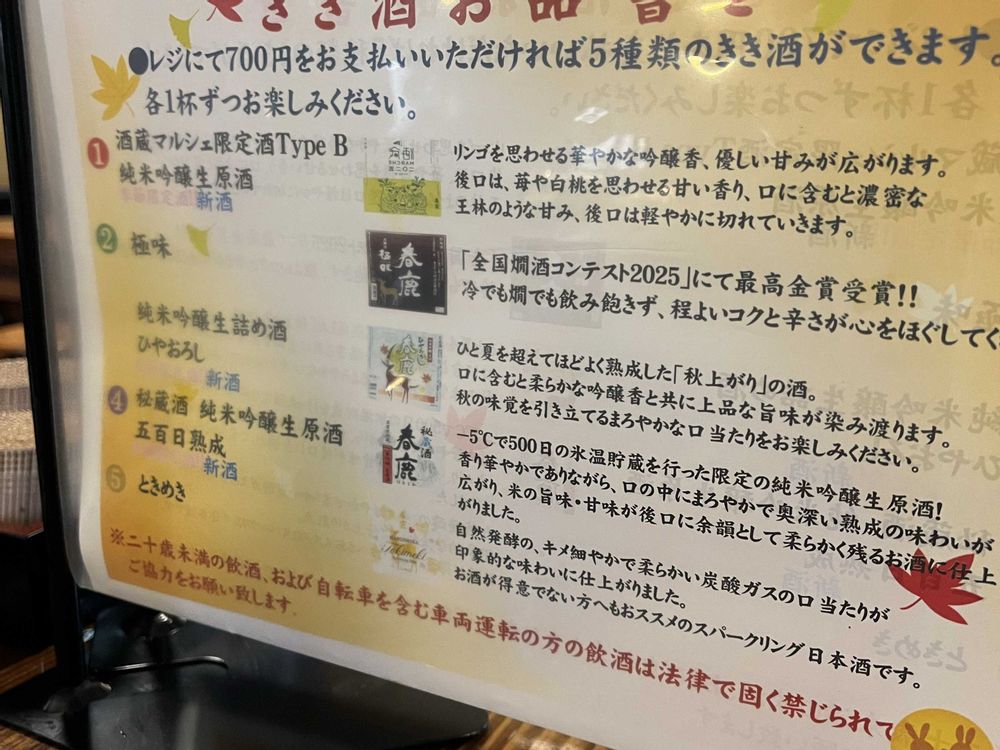 きき酒お品書き
●レジにて700円をお支払いいただければ5種類のきき酒ができます。
各1杯ずつお楽しみください。
1 酒蔵マルシェ限定酒Type B
純米吟醸生原酒
新酒
リンゴを思わせる華やかな吟醸香、優しい甘みが広がります。
後口は、苺や白桃を思わせる甘い香り、口に含むと濃密な
王林のような甘み、後口は軽やかに切れていきます。
2 極味
春鹿
極味
「全国燗酒コンテスト2025」にて最高金賞受賞!!
冷でも燗でも飲み飽きず、程よいコクと辛さが心をほぐしてく
純米吟醸生詰め酒
ひやおろし
新酒
春鹿
ひと夏を超えてほどよく熟成した「秋上がり」の酒。
口に含むと柔らかな吟醸香と共に上品な旨味が染み渡ります。
秋の味覚を引き立てるまろやかな口当たりをお楽しみください。
4 秘蔵酒 純米吟醸生原酒
五百日熟成
新酒
秘蔵酒
春鹿
−5℃で500日の氷温貯蔵を行った限定の純米吟醸生原酒!
香り華やかでありながら、口の中にまろやかで奥深い熟成の味わいが
広がり、米の旨味・甘味が後口に余韻として柔らかく残るお酒に仕上
がりました。
5 ときめき
自然発酵の、キメ細やかで柔らかい炭酸ガスの口当たりが
印象的な味わいに仕上がりました。
お酒が得意でない方へもおススメのスパークリング日本酒です。
※二十歳未満の飲酒、および自転車を含む車両運転の方の飲酒は法律で固く禁じられて
ご協力をお願い致します。